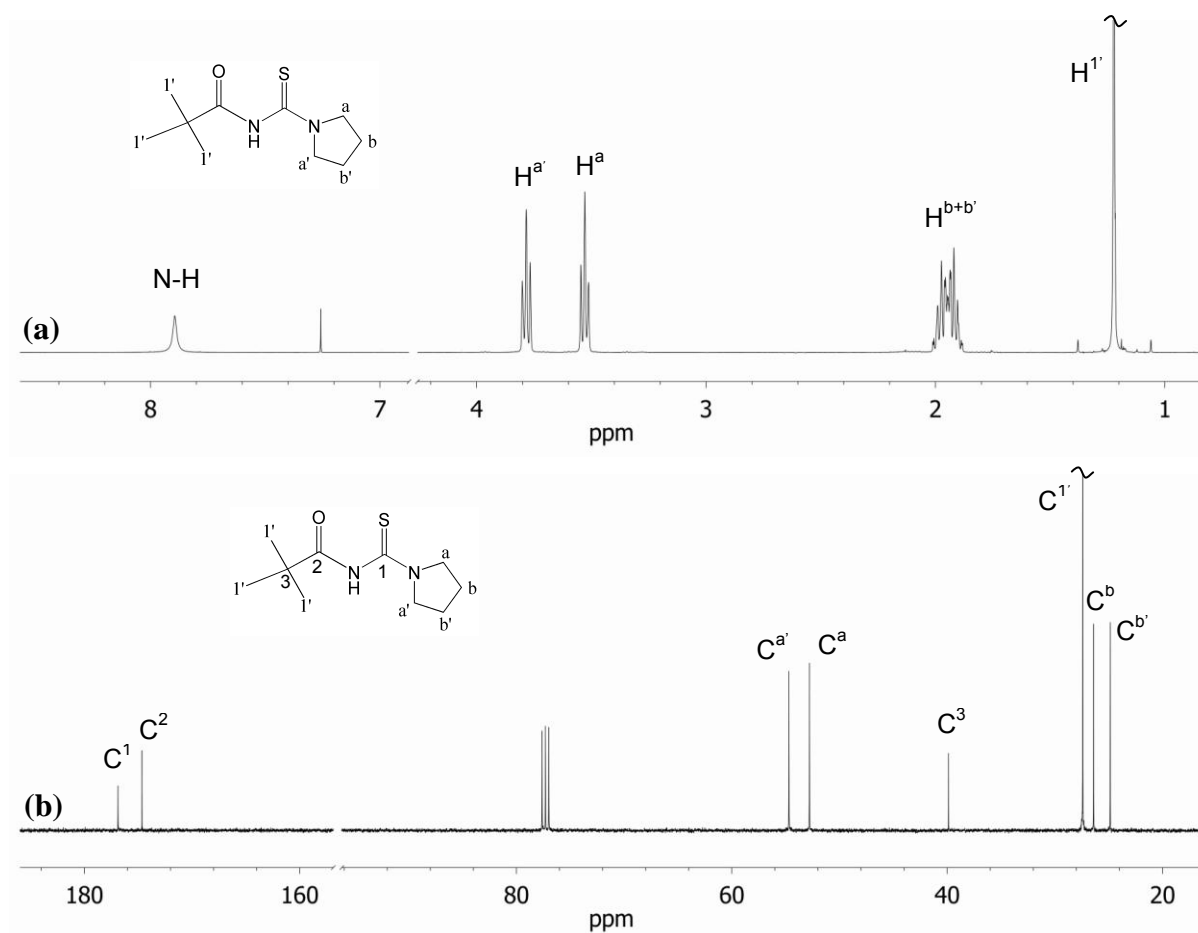 O S
1' a
N-H
N N
H
1' 1' a' b' b
H^a' H^a H^b+b' H^1'
(a)
8 7 4 3 2 1
ppm
O S
1' 2 1 a
3 N N b
1' 1' H a' b'
C^1 C^2 C^a' C^a C^3 C^1' C^b C^b'
(b)
180 160 80 60 40 20
ppm